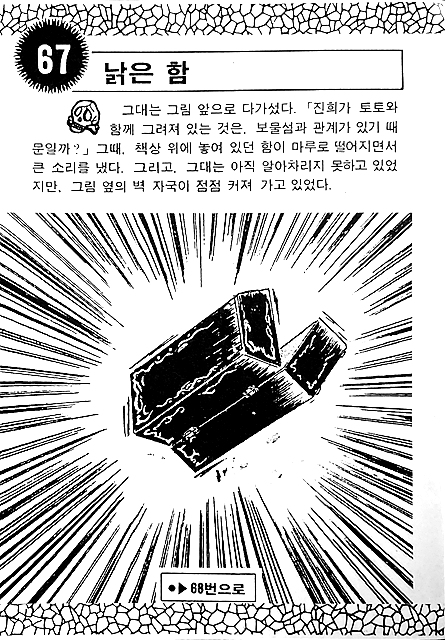 67
낡은 함
그대는 그림 앞으로 다가섰다. 「진희가 토토와
함께 그려져 있는 것은, 보물섬과 관계가 있기 때
문일까?」 그때, 책상 위에 놓여 있던 함이 마루로 떨어지면서
큰 소리를 냈다. 그리고, 그대는 아직 알아차리지 못하고 있었
지만, 그림 옆의 벽 자국이 점점 커져 가고 있었다.
●▶68번으로